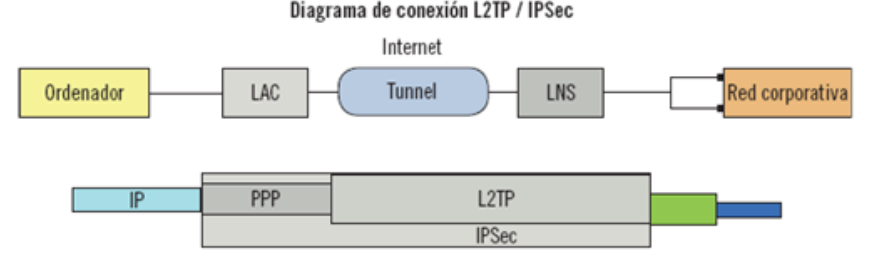 Diagrama de conexión L2TP / IPSec
Internet
Ordenador
LAC
Tunnel
LNS
Red corporativa
IP
PPP
L2TP
IPSec